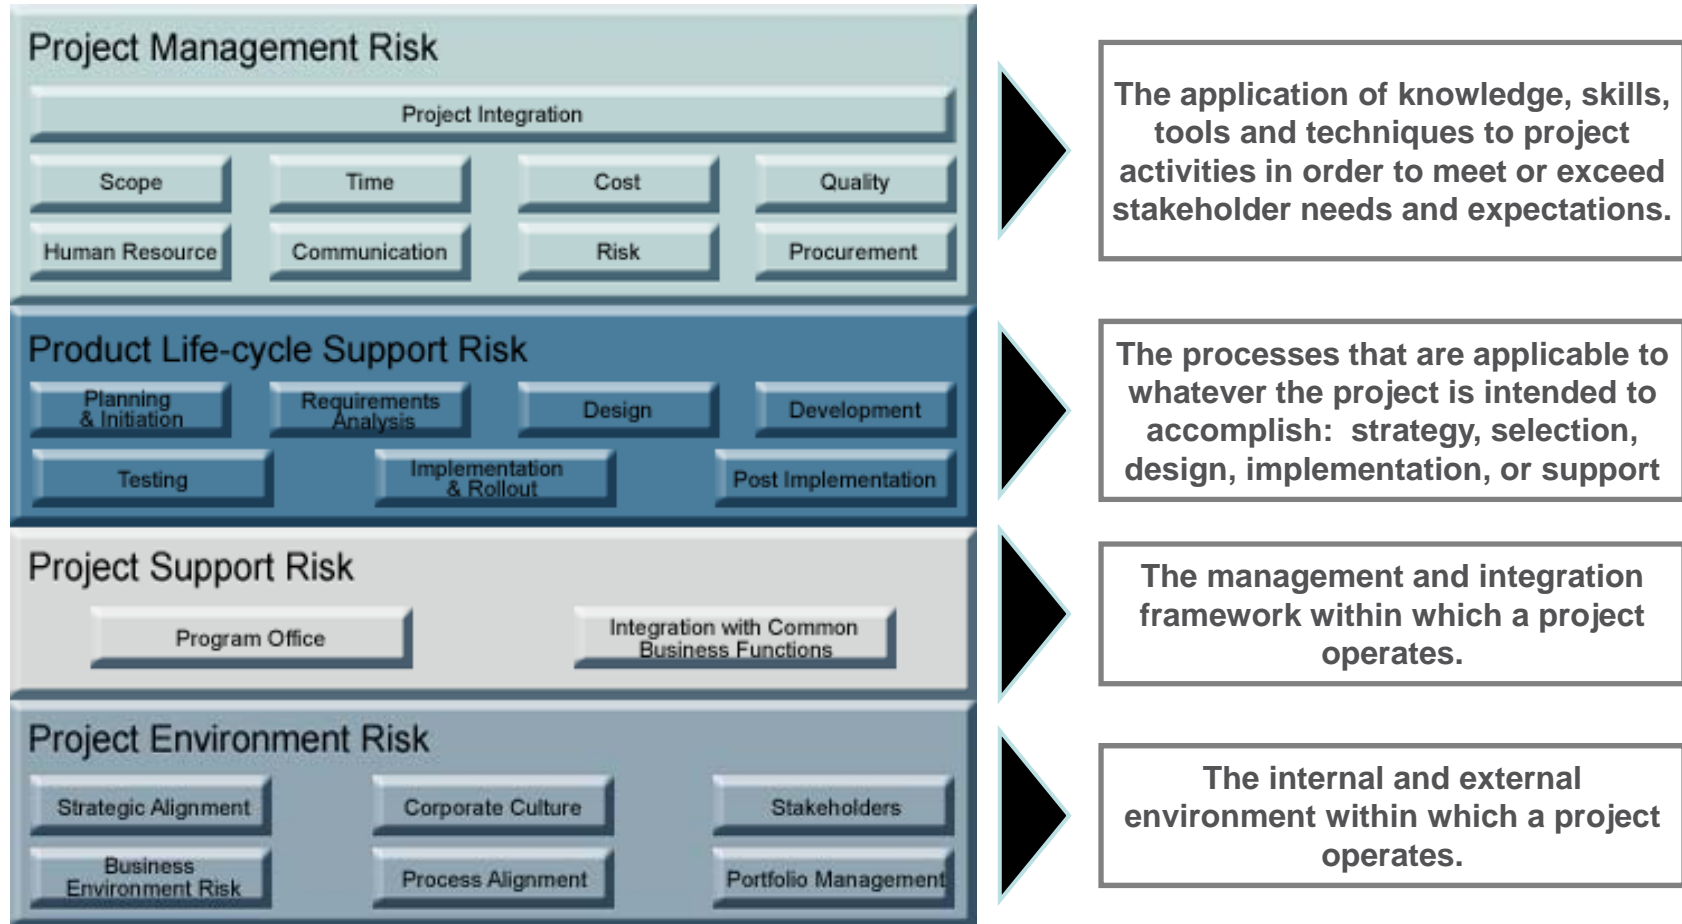 Project Management Risk
Project Integration
Scope
Time
Cost
Quality
Human Resource
Communication
Risk
Procurement
The application of knowledge, skills,
tools and techniques to project
activities in order to meet or exceed
stakeholder needs and expectations.
Product Life-cycle Support Risk
Planning
& Initiation
Requirements
Analysis
Design
Development
Testing
Implementation
& Rollout
Post Implementation
The processes that are applicable to
whatever the project is intended to
accomplish:  strategy, selection,
design, implementation, or support
Project Support Risk
Program Office
Integration with Common
Business Functions
The management and integration
framework within which a project
operates.
Project Environment Risk
Strategic Alignment
Corporate Culture
Stakeholders
Business
Environment Risk
Process Alignment
Portfolio Management
The internal and external
environment within which a project
operates.